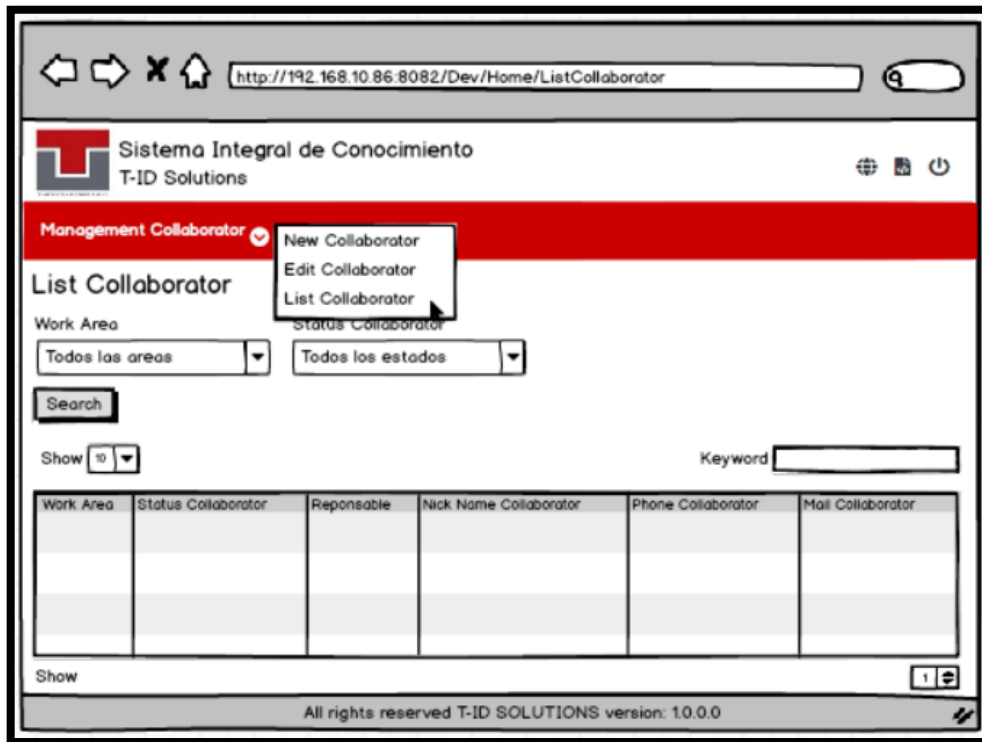 http://192.168.10.86:8082/Dev/Home/ListCollaborator
Sistema Integral de Conocimiento
T-ID Solutions
Management Collaborator
New Collaborator
Edit Collaborator
List Collaborator
List Collaborator
Work Area Status Collaborator
Todos las areas Todos los estados
Search
Show 10 Keyword
Work Area Status Collaborator Reponsable Nick Name Collaborator Phone Collaborator Mail Collaborator
Show 1
All rights reserved T-ID SOLUTIONS version: 1.0.0.0